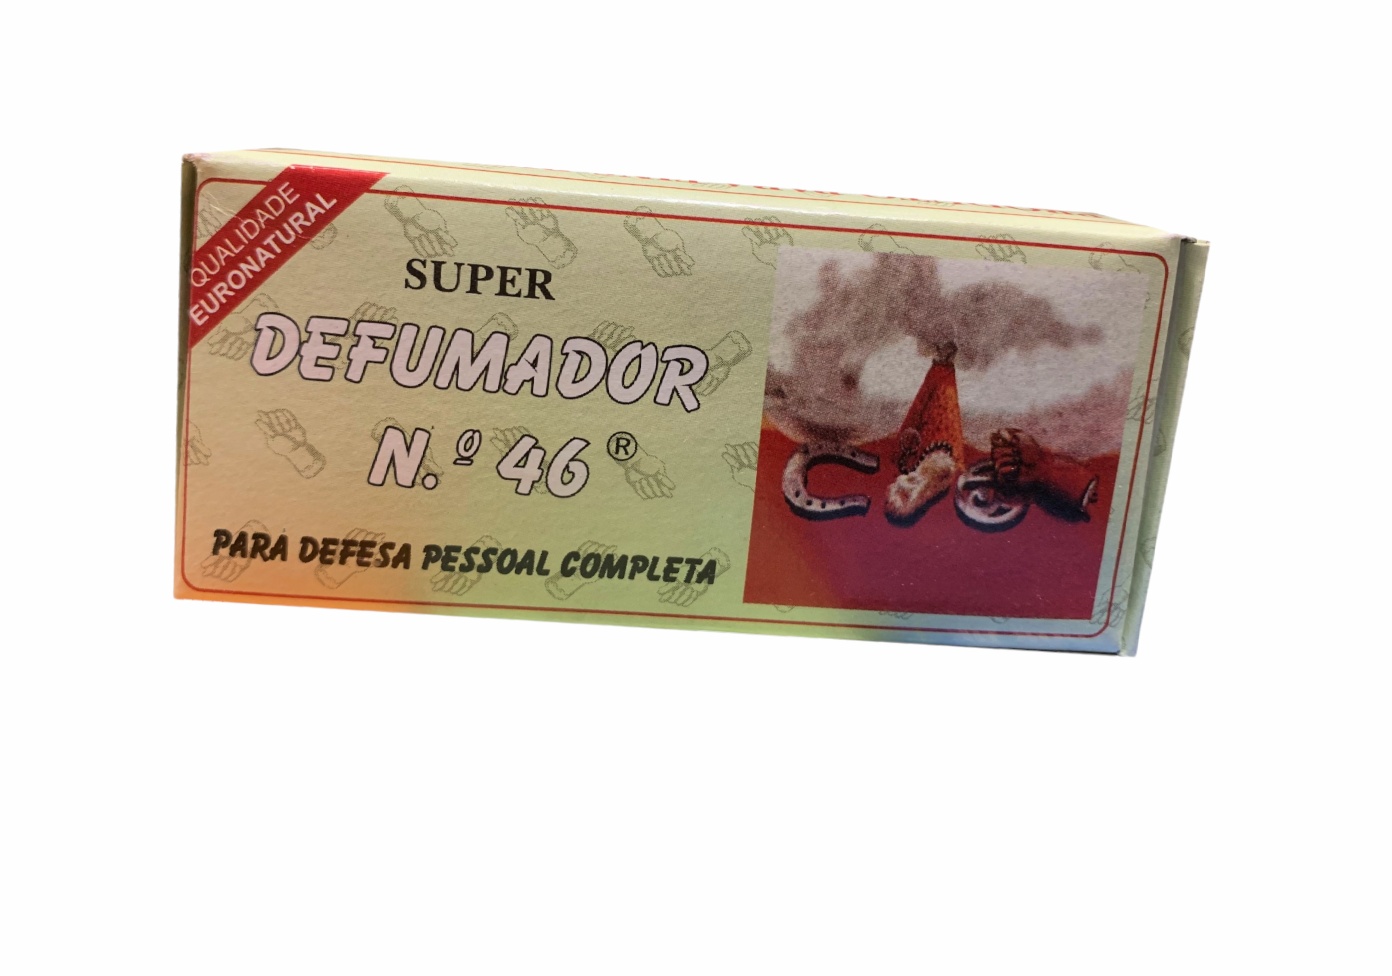 QUALIDADE
EURONATURAL
SUPER
DEFUMADOR
N.º 46 ®
PARA DEFESA PESSOAL COMPLETA